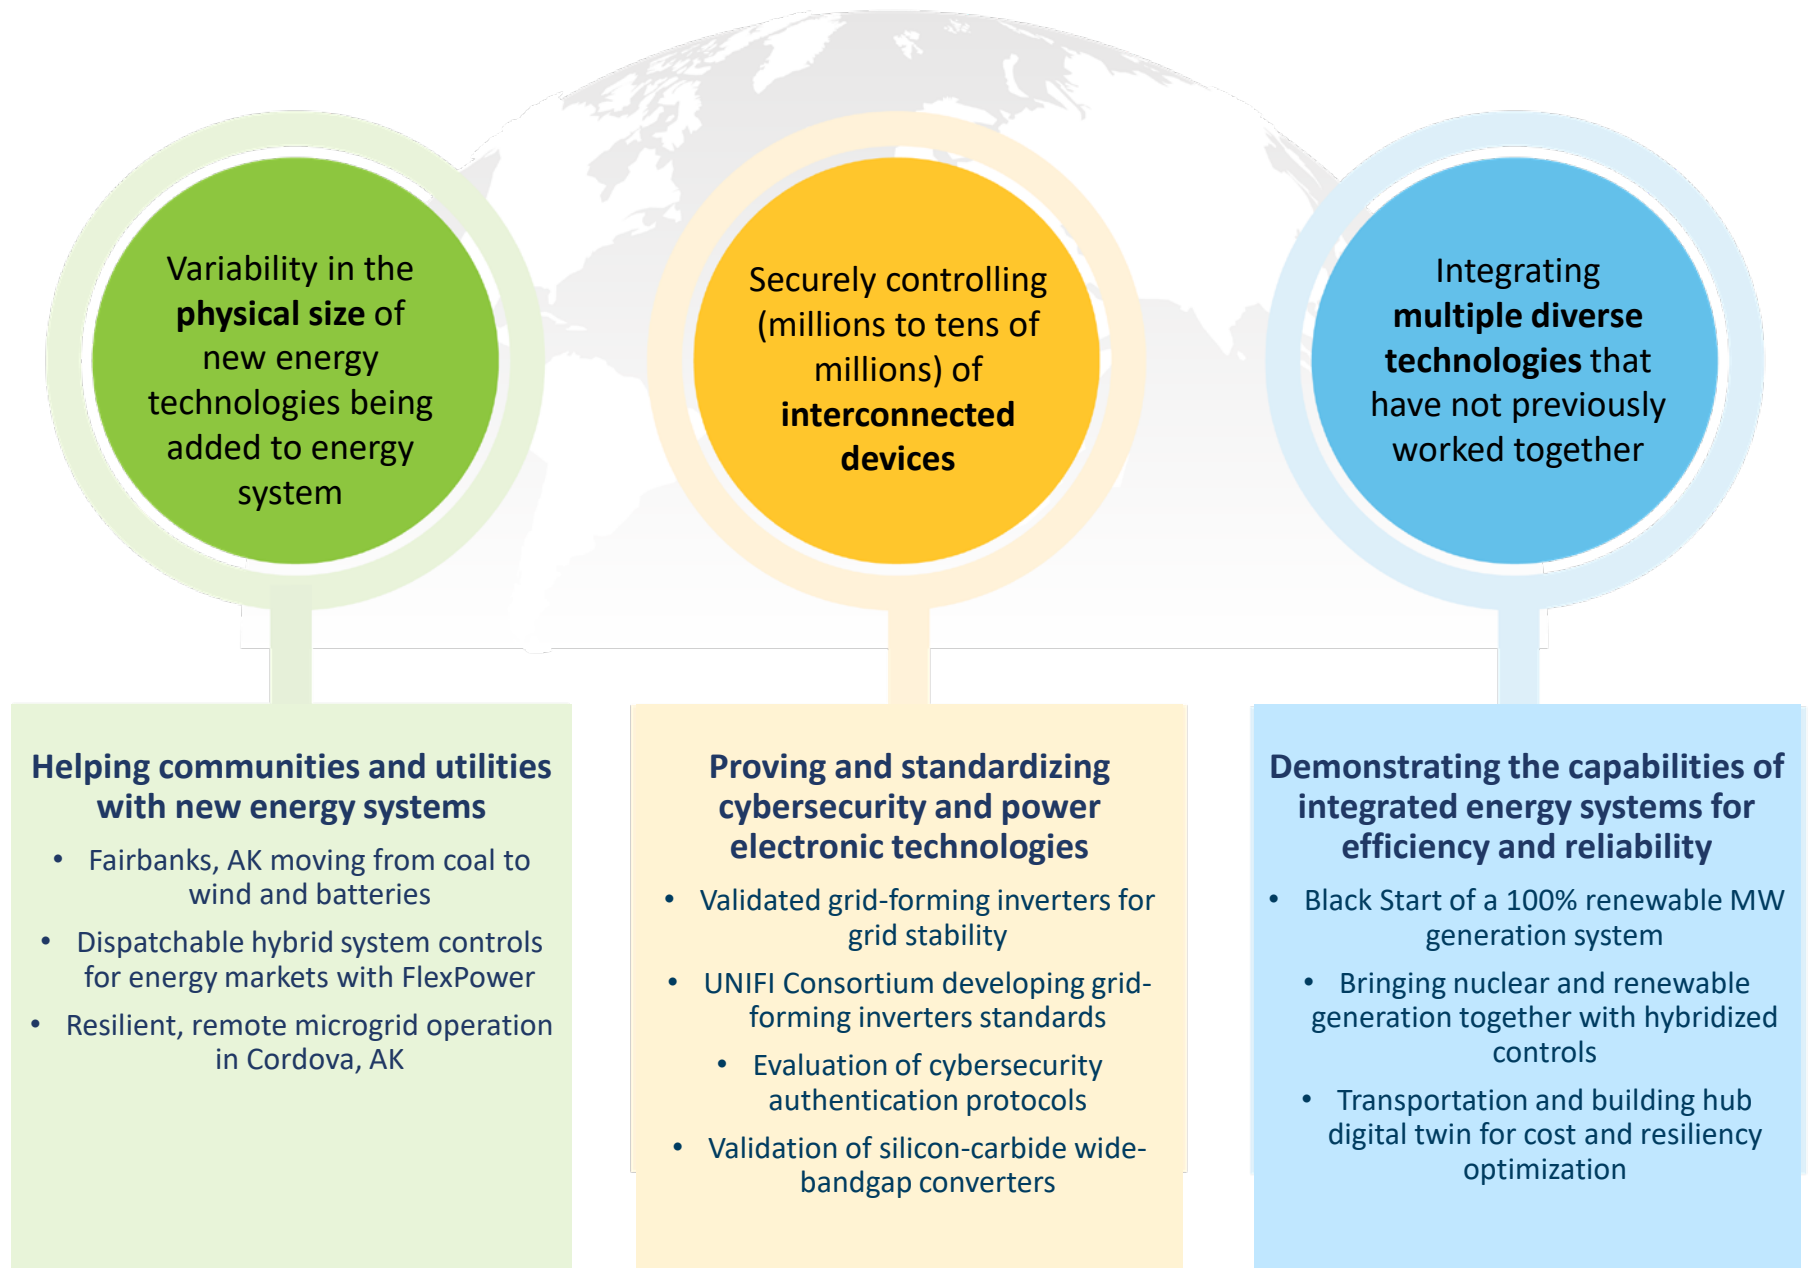 Variability in the
physical size of
new energy
technologies being
added to energy
system
Securely controlling
(millions to tens of
millions) of
interconnected
devices
Integrating
multiple diverse
technologies that
have not previously
worked together
Helping communities and utilities
with new energy systems
• Fairbanks, AK moving from coal to
wind and batteries
• Dispatchable hybrid system controls
for energy markets with FlexPower
• Resilient, remote microgrid operation
in Cordova, AK
Proving and standardizing
cybersecurity and power
electronic technologies
• Validated grid-forming inverters for
grid stability
• UNIFI Consortium developing grid-
forming inverters standards
• Evaluation of cybersecurity
authentication protocols
• Validation of silicon-carbide wide-
bandgap converters
Demonstrating the capabilities of
integrated energy systems for
efficiency and reliability
• Black Start of a 100% renewable MW
generation system
• Bringing nuclear and renewable
generation together with hybridized
controls
• Transportation and building hub
digital twin for cost and resiliency
optimization